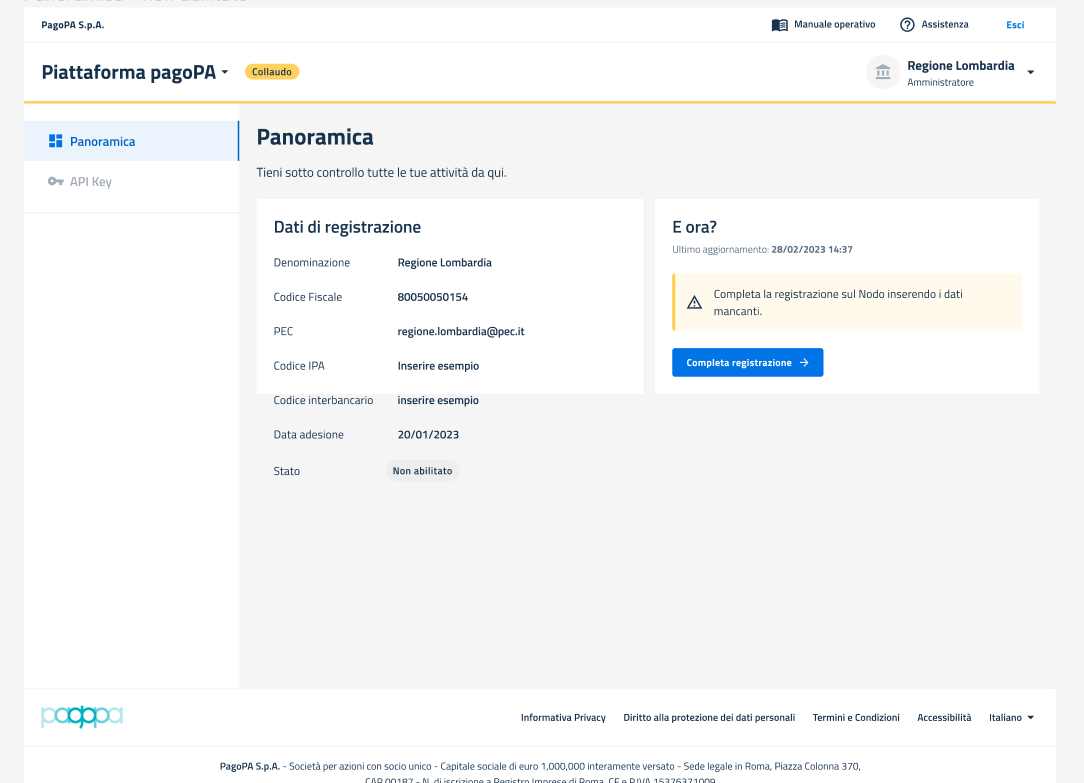 PagoPA S.p.A.
Manuale operativo
Assistenza
Esci
Piattaforma pagoPA
Collaudo
Regione Lombardia
Amministratore
Panoramica
API Key
Panoramica
Tieni sotto controllo tutte le tue attività da qui.
Dati di registrazione
Denominazione Regione Lombardia
Codice Fiscale 80050050154
PEC regione.lombardia@pec.it
Codice IPA Inserire esempio
Codice interbancario inserire esempio
Data adesione 20/01/2023
Stato Non abilitato
E ora?
Ultimo aggiornamento: 28/02/2023 14:37
Completa la registrazione sul Nodo inserendo i dati
mancanti.
Completa registrazione
pagopa
Informativa Privacy
Diritto alla protezione dei dati personali
Termini e Condizioni
Accessibilità
Italiano
PagoPA S.p.A. - Società per azioni con socio unico - Capitale sociale di euro 1,000,000 interamente versato - Sede legale in Roma, Piazza Colonna 370,
CAP 00187 - N. di iscrizione a Registro Imprese di Roma, CF e P.IVA 15376371009